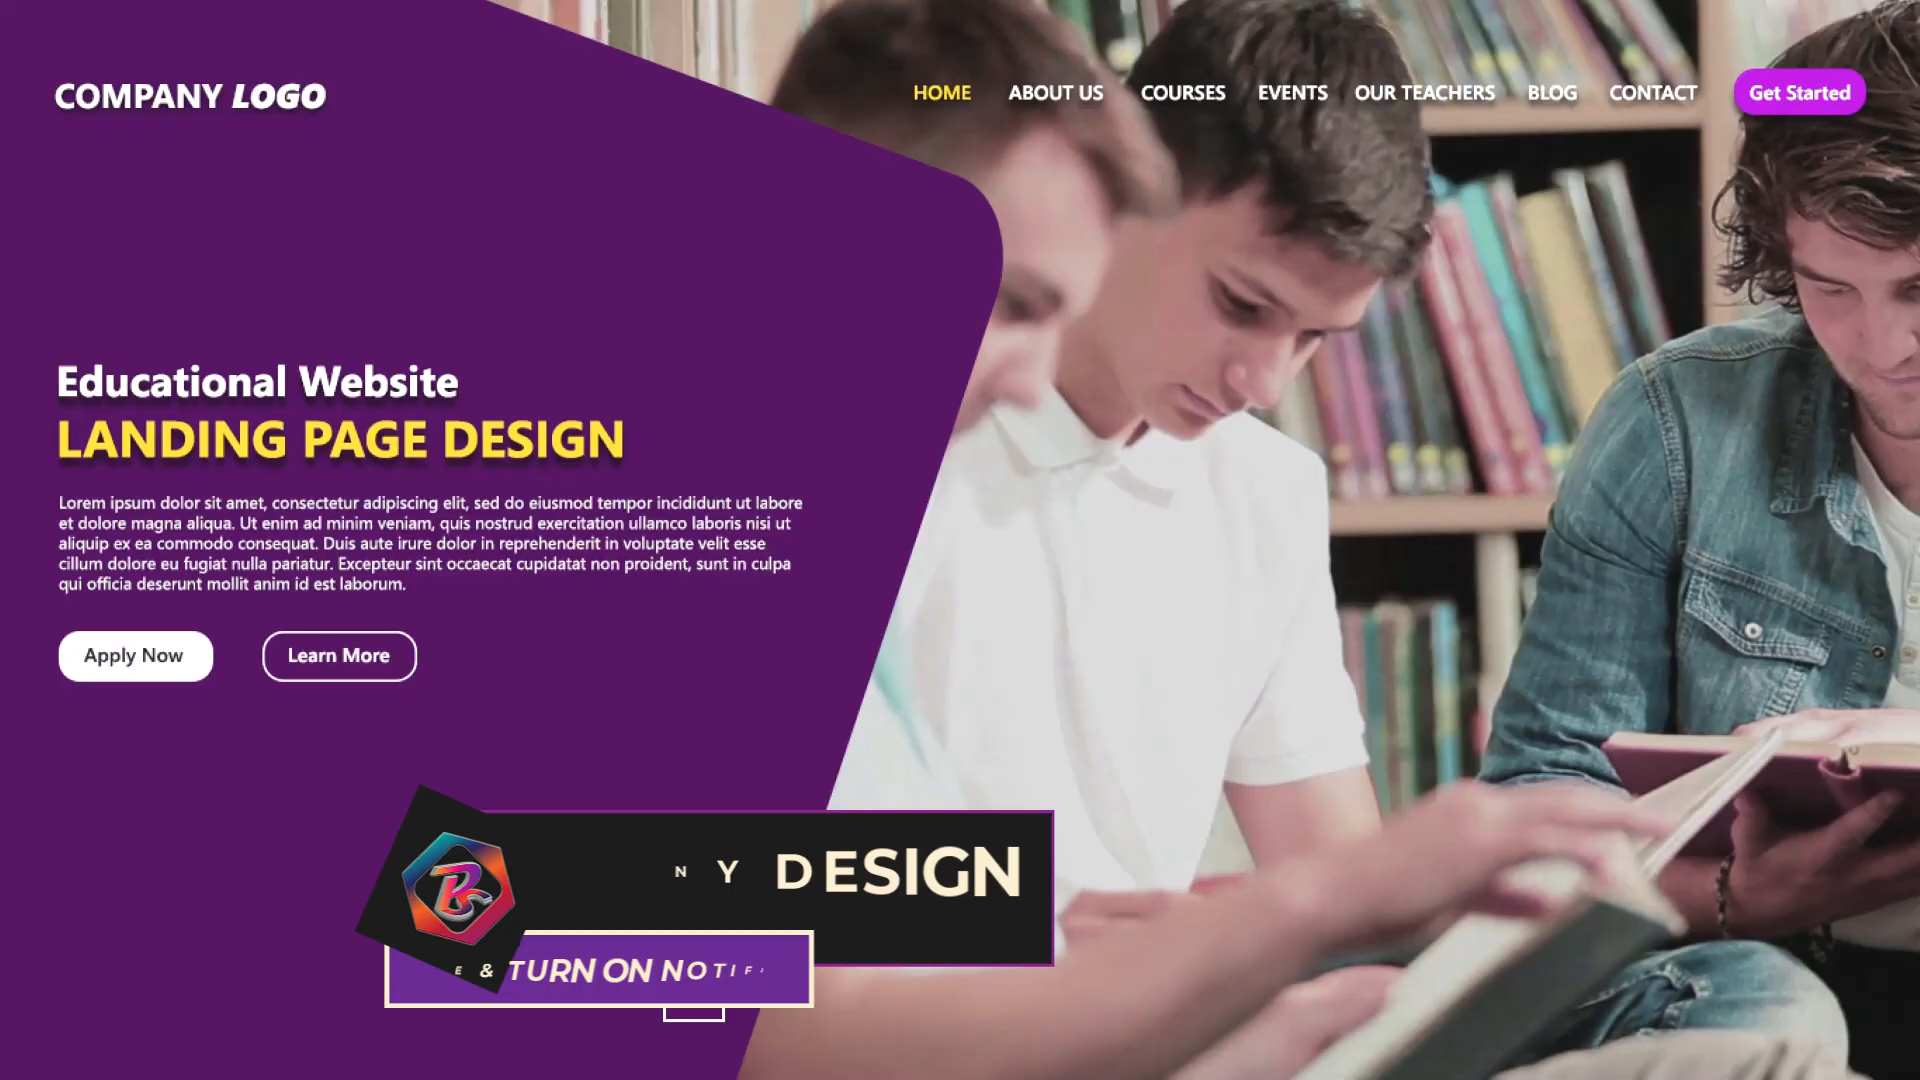 COMPANY LOGO
HOME ABOUT US COURSES EVENTS OUR TEACHERS BLOG CONTACT Get Started
Educational Website
LANDING PAGE DESIGN
Lorem ipsum dolor sit amet, consectetur adipiscing elit, sed do eiusmod tempor incididunt ut labore
et dolore magna aliqua. Ut enim ad minim veniam, quis nostrud exercitation ullamco laboris nisi ut
aliquip ex ea commodo consequat. Duis aute irure dolor in reprehenderit in voluptate velit esse
cillum dolore eu fugiat nulla pariatur. Excepteur sint occaecat cupidatat non proident, sunt in culpa
qui officia deserunt mollit anim id est laborum.
Apply Now Learn More
N Y DESIGN
E & TURN ON NOTIF